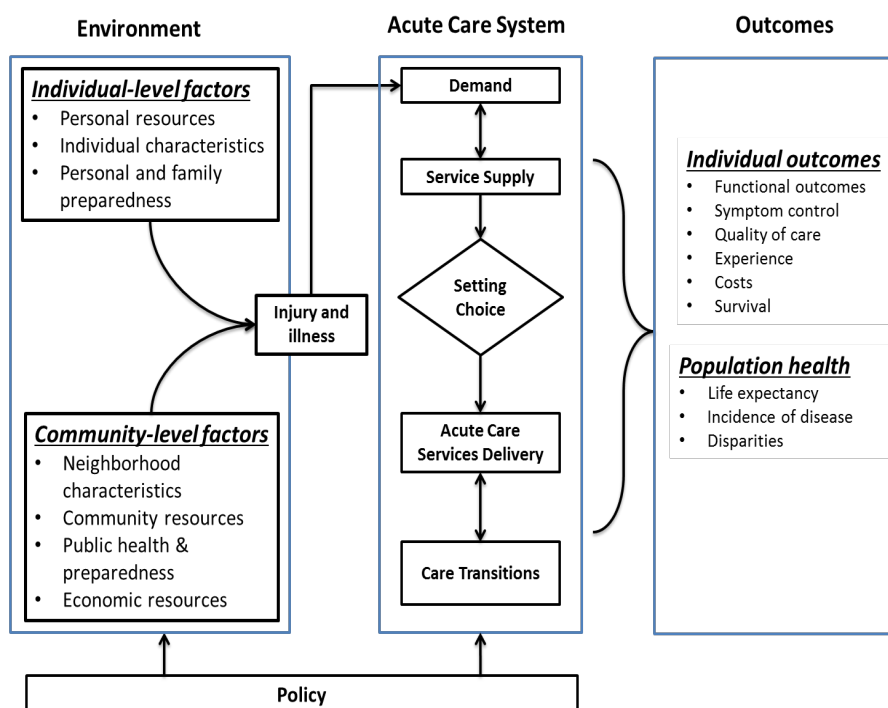 Environment
Individual-level factors
• Personal resources
• Individual characteristics
• Personal and family
preparedness
Injury and
illness
Community-level factors
• Neighborhood
characteristics
• Community resources
• Public health &
preparedness
• Economic resources
Acute Care System
Demand
Service Supply
Setting
Choice
Acute Care
Services Delivery
Care Transitions
Outcomes
Individual outcomes
• Functional outcomes
• Symptom control
• Quality of care
• Experience
• Costs
• Survival
Population health
• Life expectancy
• Incidence of disease
• Disparities
Policy